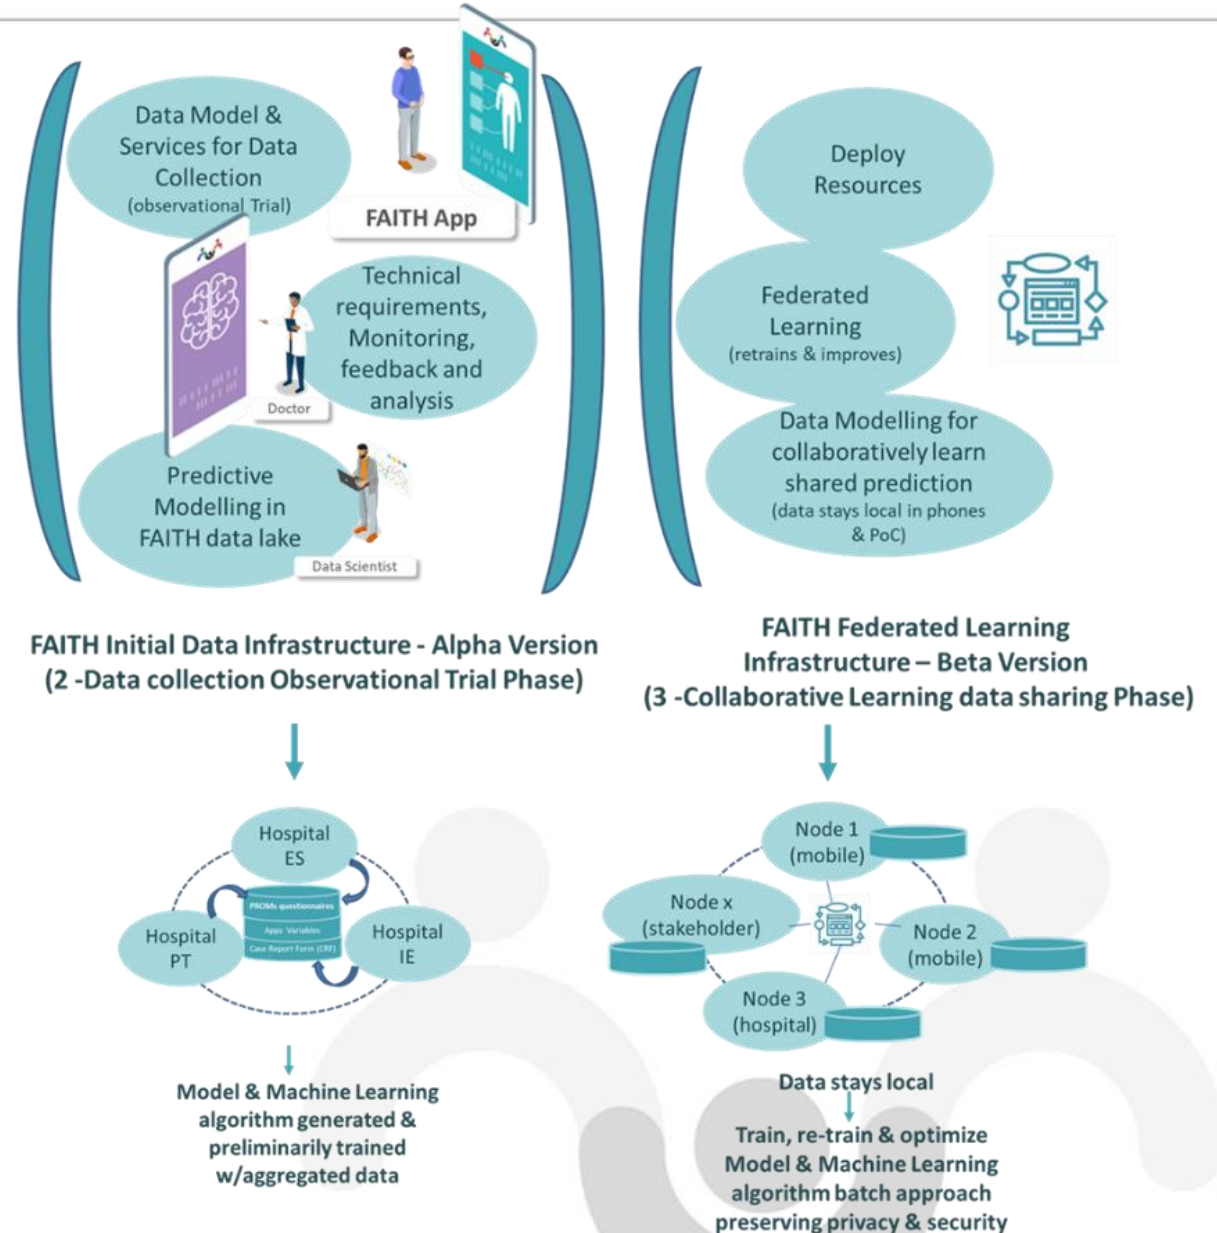 Data Model &
Services for Data
Collection
(observational Trial)
FAITH App
Technical
requirements,
Monitoring,
feedback and
analysis
Doctor
Predictive
Modelling in
FAITH data lake
Data Scientist
Deploy
Resources
Federated
Learning
(retrains & improves)
Data Modelling for
collaboratively learn
shared prediction
(data stays local in phones
& PoC)
FAITH Initial Data Infrastructure - Alpha Version
(2 -Data collection Observational Trial Phase)
FAITH Federated Learning
Infrastructure – Beta Version
(3 -Collaborative Learning data sharing Phase)
Hospital
ES
PROMs questionnaires
Apps Variables
Case Report Form (CRF)
Hospital
PT
Hospital
IE
Model & Machine Learning
algorithm generated &
preliminarily trained
w/aggregated data
Node 1
(mobile)
Node x
(stakeholder)
Node 2
(mobile)
Node 3
(hospital)
Data stays local
Train, re-train & optimize
Model & Machine Learning
algorithm batch approach
preserving privacy & security